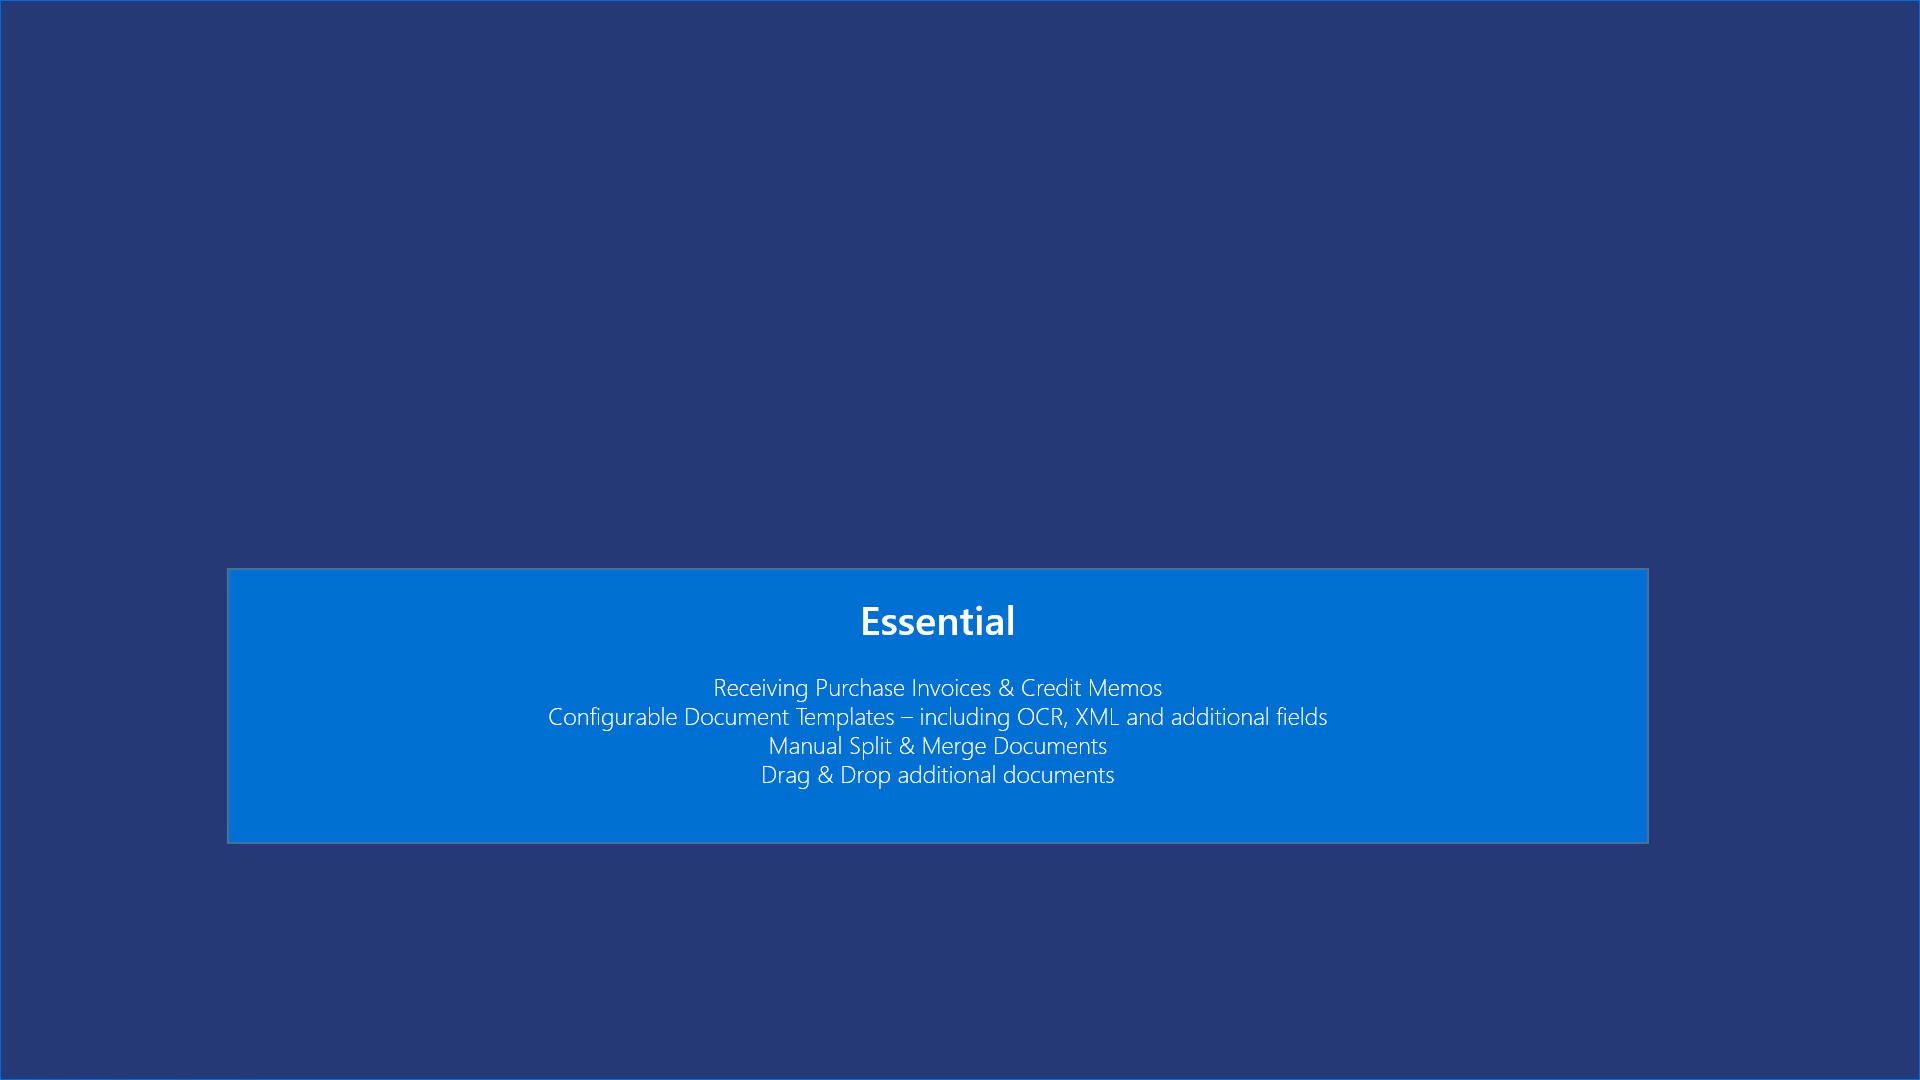 Essential
Receiving Purchase Invoices & Credit Memos
Configurable Document Templates – including OCR, XML and additional fields
Manual Split & Merge Documents
Drag & Drop additional documents